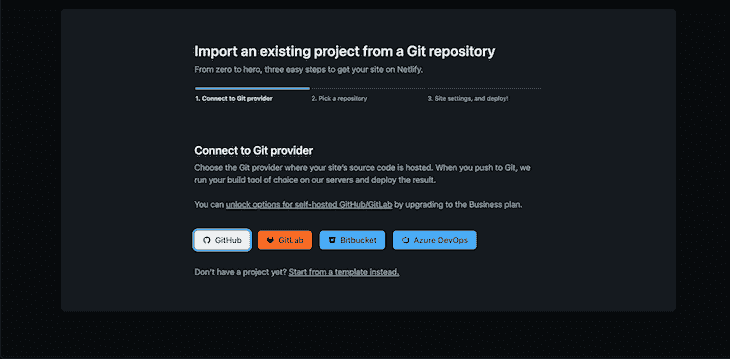 Import an existing project from a Git repository
From zero to hero, three easy steps to get your site on Netlify.
1. Connect to Git provider
2. Pick a repository
3. Site settings, and deploy!
Connect to Git provider
Choose the Git provider where your site's source code is hosted. When you push to Git, we
run your build tool of choice on our servers and deploy the result.
You can unlock options for self-hosted GitHub/GitLab by upgrading to the Business plan.
GitHub
GitLab
Bitbucket
Azure DevOps
Don't have a project yet? Start from a template instead.